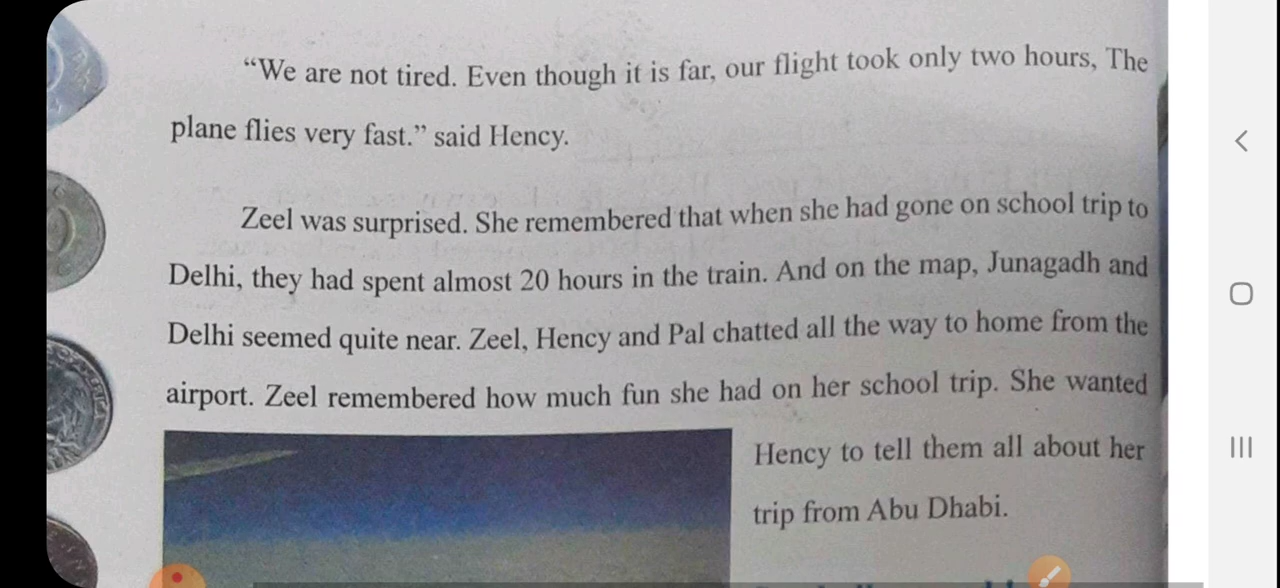 “We are not tired. Even though it is far, our flight took only two hours, The
plane flies very fast.” said Hency.
Zeel was surprised. She remembered that when she had gone on school trip to
Delhi, they had spent almost 20 hours in the train. And on the map, Junagadh and
Delhi seemed quite near. Zeel, Hency and Pal chatted all the way to home from the
airport. Zeel remembered how much fun she had on her school trip. She wanted
Hency to tell them all about her
trip from Abu Dhabi.